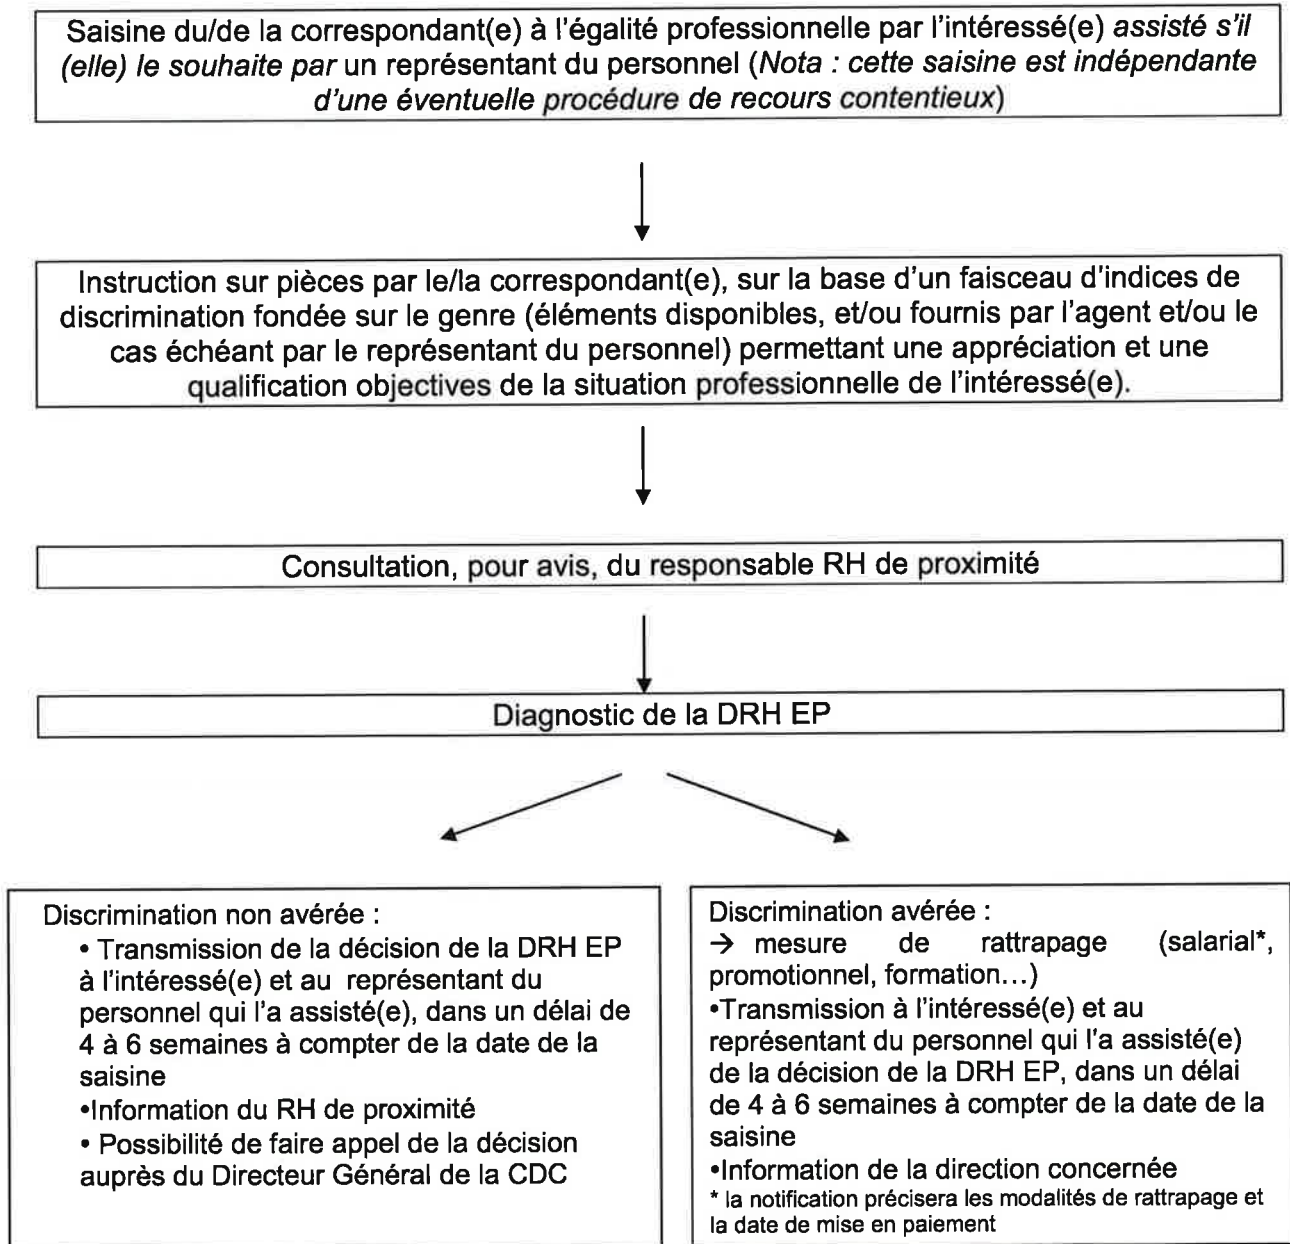 Saisine du/de la correspondant(e) à l'égalité professionnelle par l'intéressé(e) assisté s'il
(elle) le souhaite par un représentant du personnel (Nota : cette saisine est indépendante
d'une éventuelle procédure de recours contentieux)
Instruction sur pièces par le/la correspondant(e), sur la base d'un faisceau d'indices de
discrimination fondée sur le genre (éléments disponibles, et/ou fournis par l'agent et/ou le
cas échéant par le représentant du personnel) permettant une appréciation et une
qualification objectives de la situation professionnelle de l'intéressé(e).
Consultation, pour avis, du responsable RH de proximité
Diagnostic de la DRH EP
Discrimination non avérée :
• Transmission de la décision de la DRH EP
à l'intéressé(e) et au représentant du
personnel qui l'a assisté(e), dans un délai de
4 à 6 semaines à compter de la date de la
saisine
•Information du RH de proximité
• Possibilité de faire appel de la décision
auprès du Directeur Général de la CDC
Discrimination avérée :
→ mesure de rattrapage (salarial*,
promotionnel, formation…)
•Transmission à l'intéressé(e) et au
représentant du personnel qui l'a assisté(e)
de la décision de la DRH EP, dans un délai
de 4 à 6 semaines à compter de la date de la
saisine
•Information de la direction concernée
* la notification précisera les modalités de rattrapage et
la date de mise en paiement